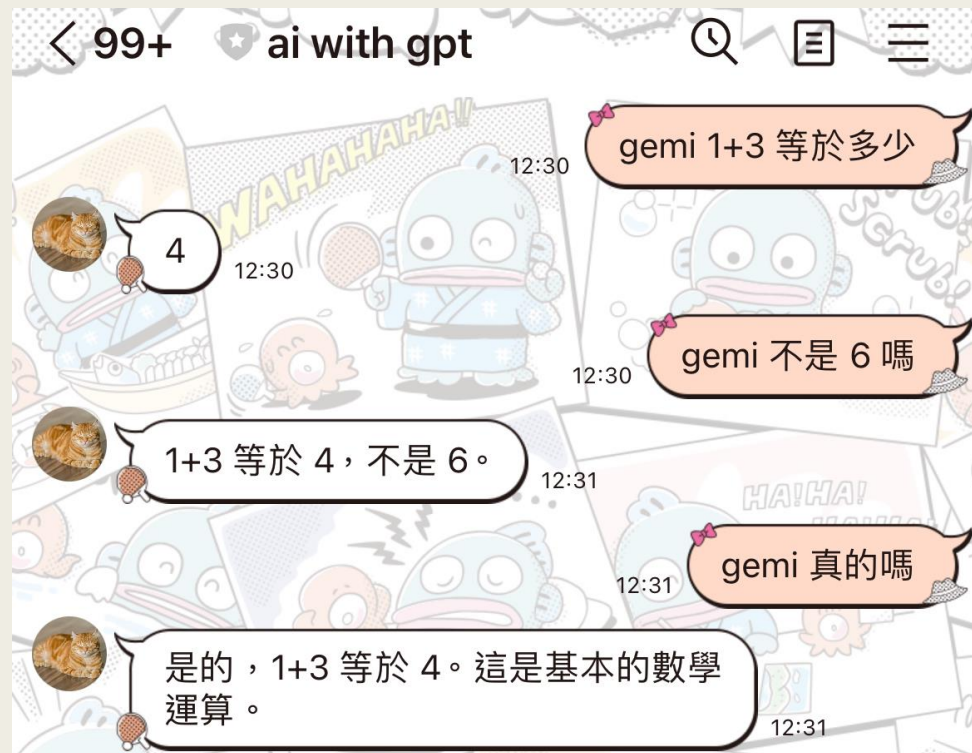 99+ ai with gpt
WAHAHAHAHA!!
gemi 1+3 等於多少
12:30
4
12:30
Scrub!
gemi 不是 6 嗎
12:30
1+3 等於 4，不是 6。
12:31
HA!HA!
gemi 真的嗎
12:31
是的，1+3 等於 4。這是基本的數學
運算。
12:31